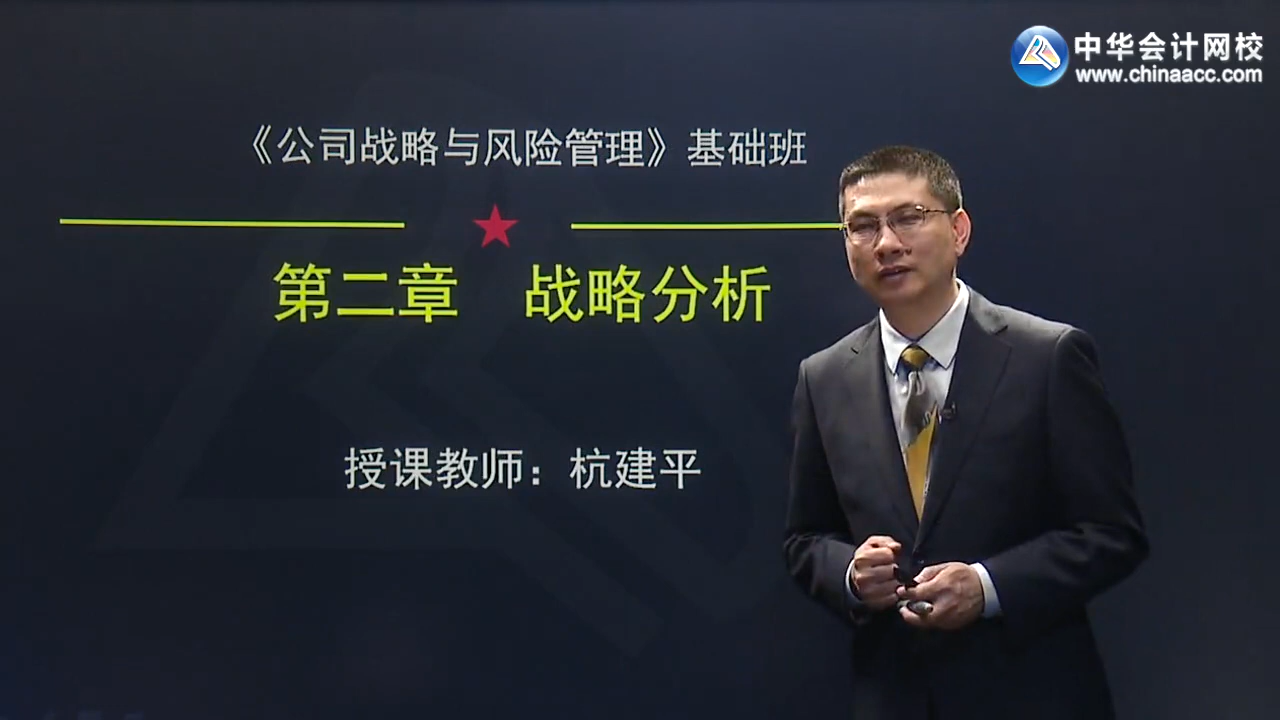 中华会计网校
www.chinaacc.com
《公司战略与风险管理》基础班
第二章 战略分析
授课教师：杭建平